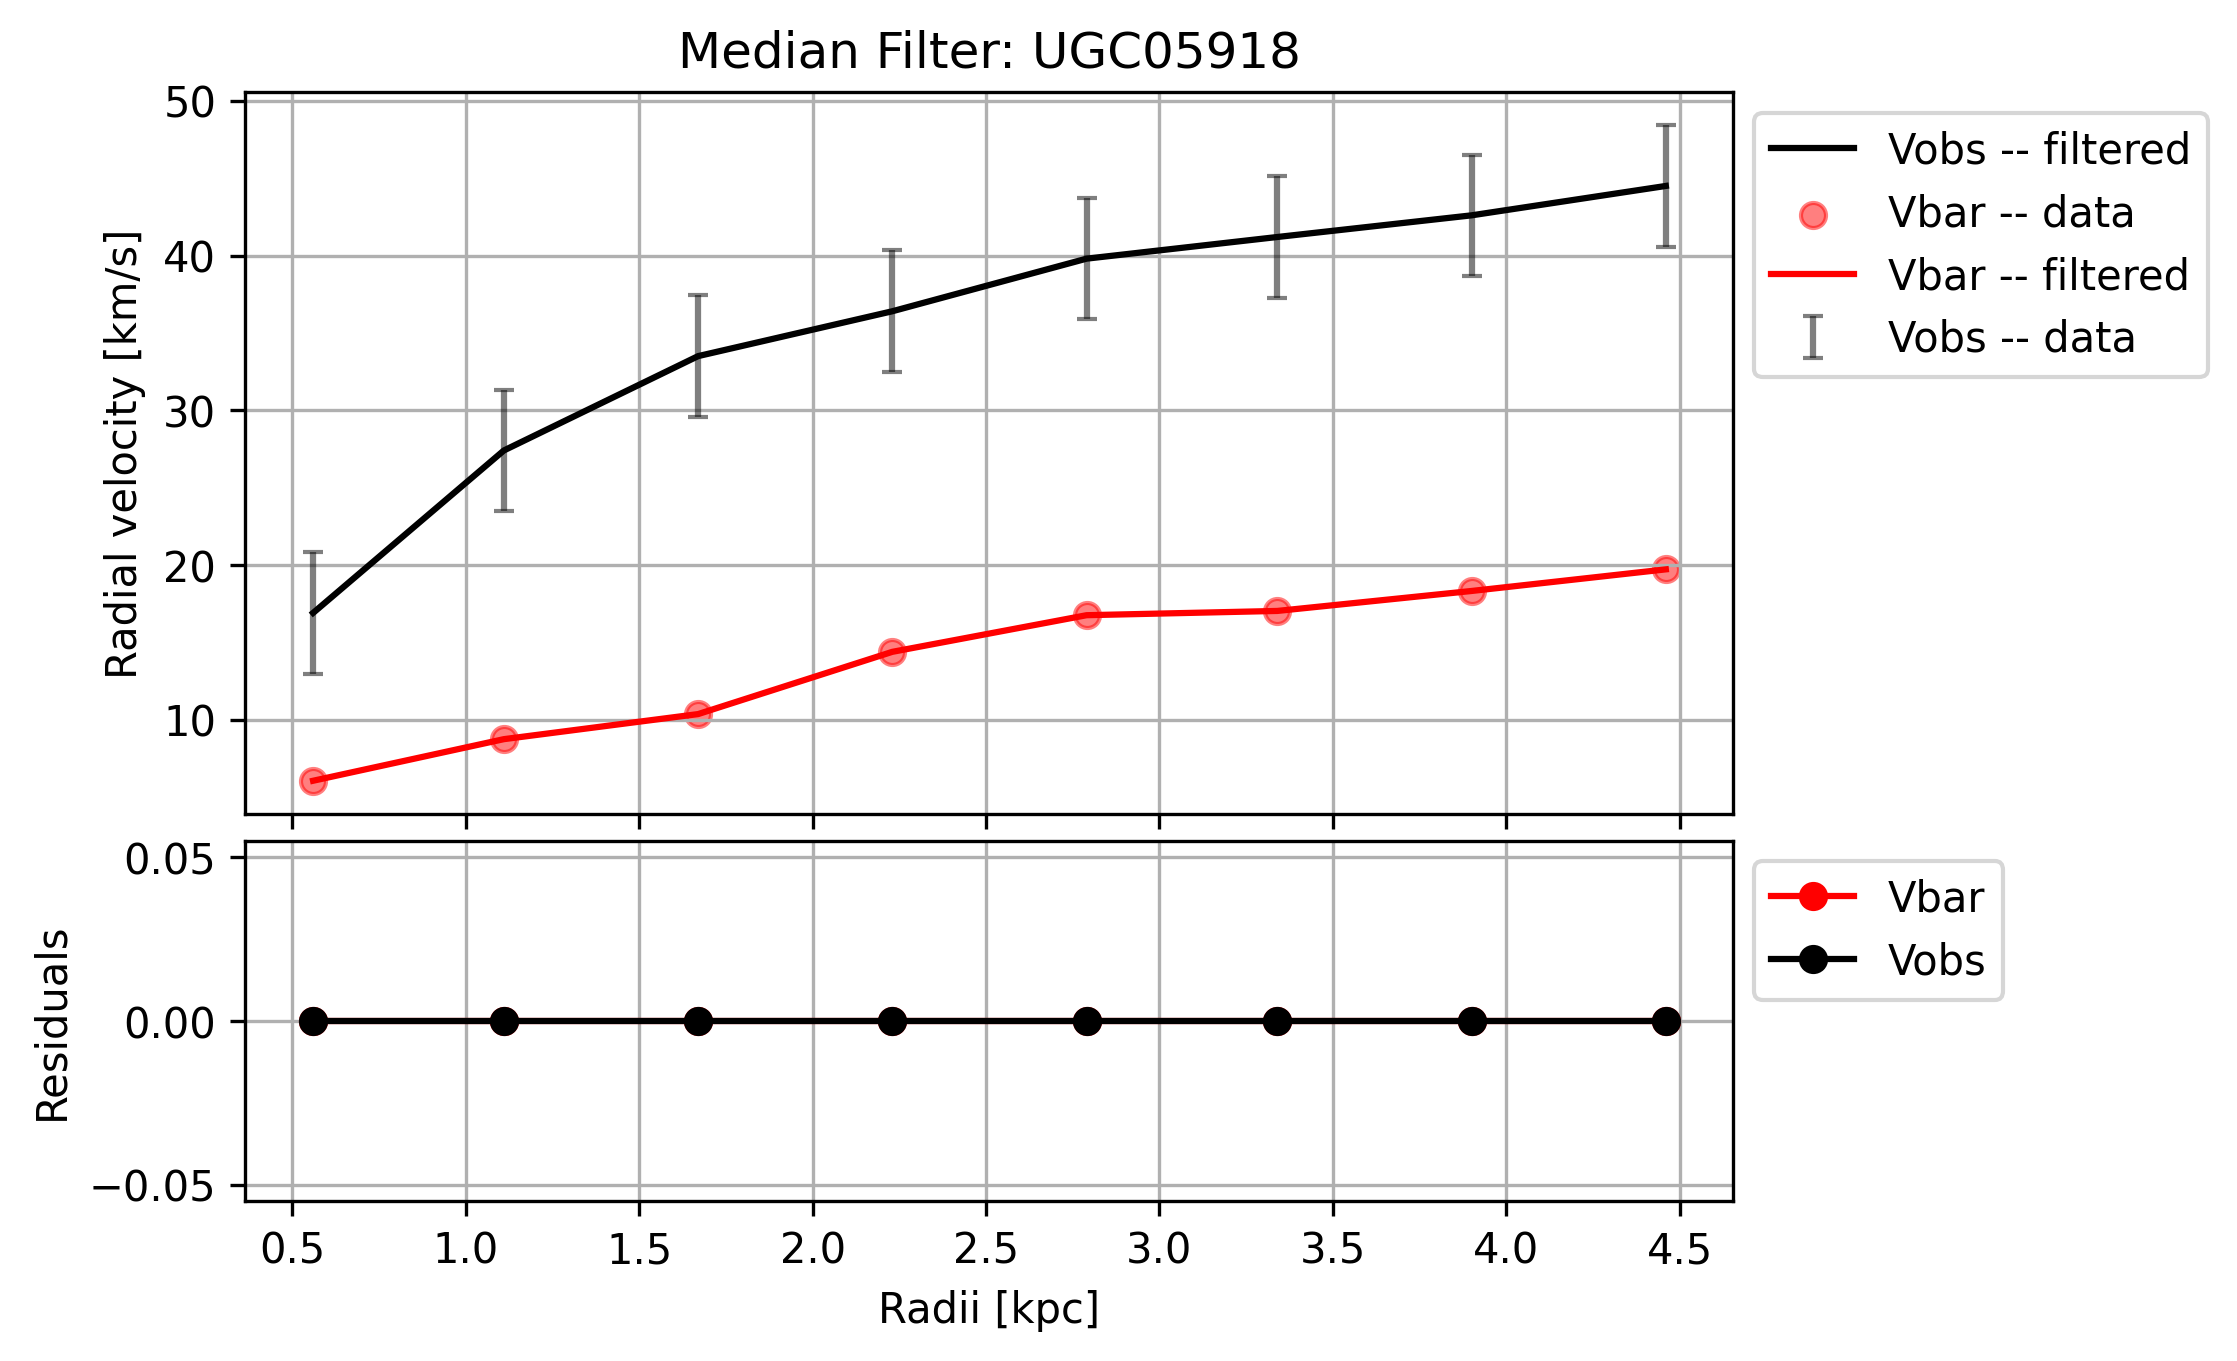 Median Filter: UGC05918
50
40
30
20
10
Radial velocity [km/s]
Vobs -- filtered
Vbar -- data
Vbar -- filtered
Vobs -- data
0.05
0.00
−0.05
Residuals
Vbar
Vobs
0.5 1.0 1.5 2.0 2.5 3.0 3.5 4.0 4.5
Radii [kpc]